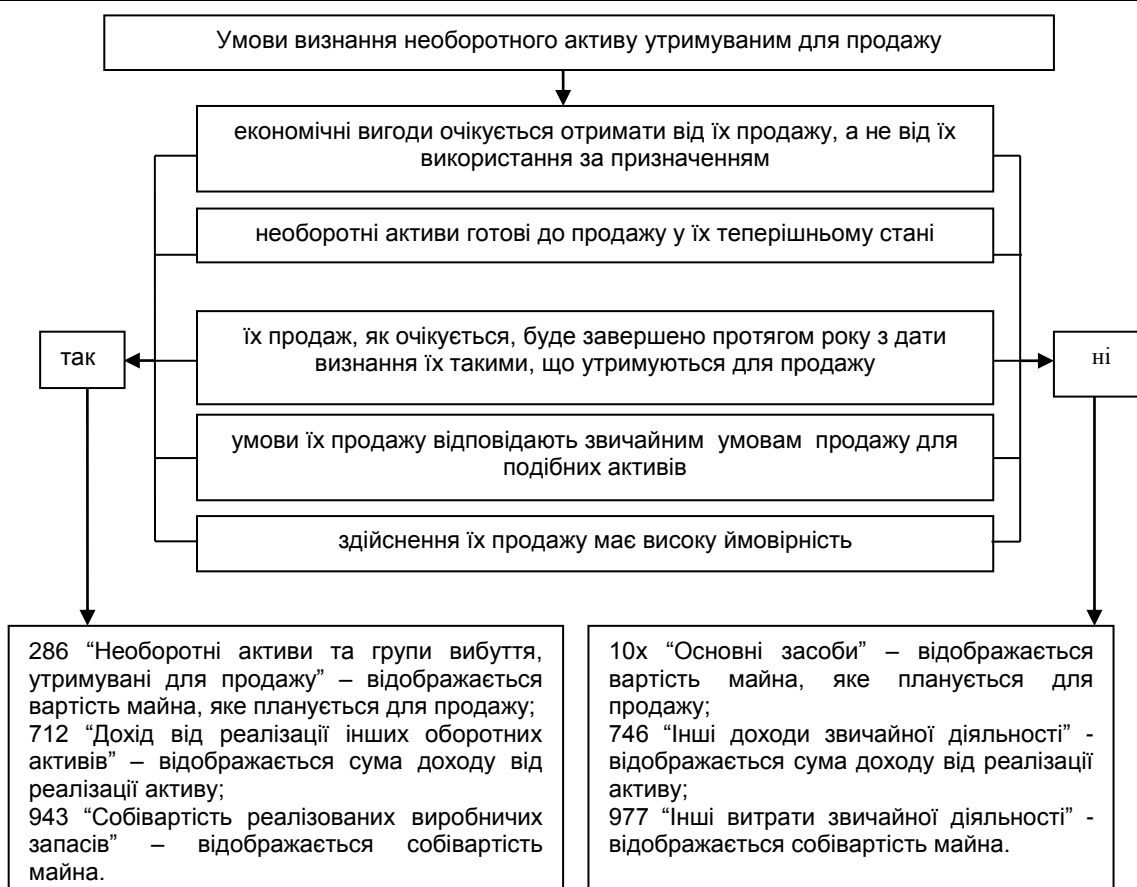 Умови визнання необоротного активу утримуваним для продажу
економічні вигоди очікується отримати від їх продажу, а не від їх
використання за призначенням
необоротні активи готові до продажу у їх теперішньому стані
їх продаж, як очікується, буде завершено протягом року з дати
визнання їх такими, що утримуються для продажу
так
ні
умови їх продажу відповідають звичайним умовам продажу для
подібних активів
здійснення їх продажу має високу ймовірність
286 “Необоротні активи та групи вибуття,
утримувані для продажу” – відображається
вартість майна, яке планується для продажу;
712 “Дохід від реалізації інших оборотних
активів” – відображається сума доходу від
реалізації активу;
943 “Собівартість реалізованих виробничих
запасів” – відображається собівартість
майна.
10х “Основні засоби” – відображається
вартість майна, яке планується для
продажу;
746 “Інші доходи звичайної діяльності” -
відображається сума доходу від реалізації
активу;
977 “Інші витрати звичайної діяльності” -
відображається собівартість майна.